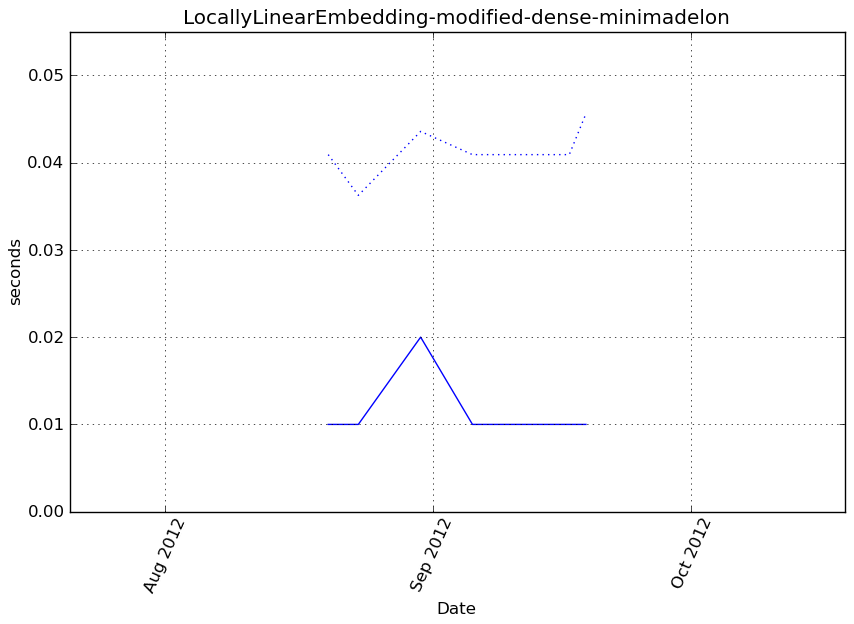 LocallyLinearEmbedding-modified-dense-minimadelon
0.05
0.04
0.03
0.02
0.01
0.00
seconds
Aug 2012
Sep 2012
Oct 2012
Date